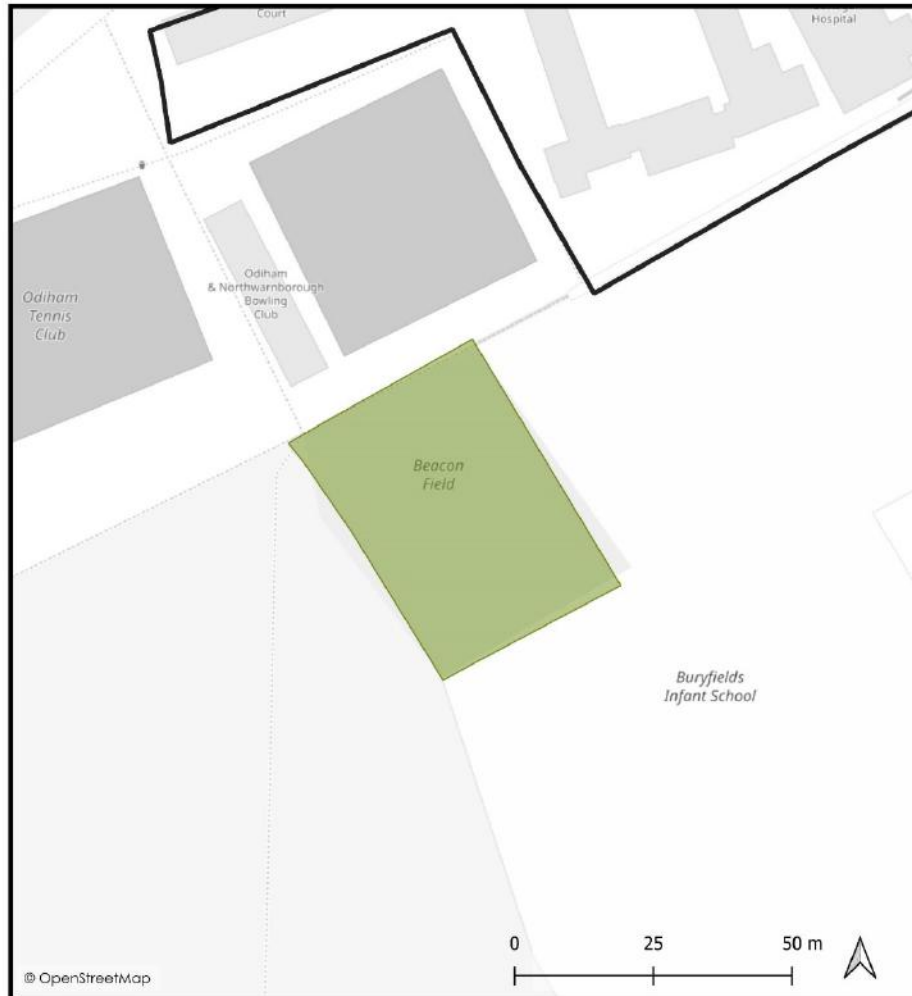 Court
Hospital
Odiham
& Northwarnborough
Bowling
Club
Odiham
Tennis
Club
Beacon
Field
Buryfields
Infant School
0 25 50 m
© OpenStreetMap